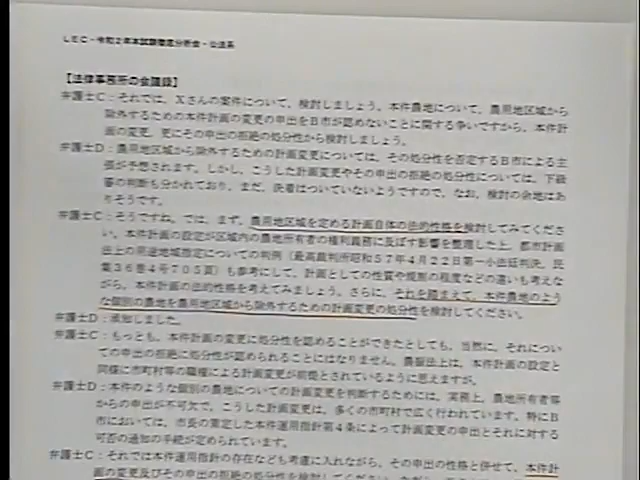 LEC・令和2年本試験徹底分析会・公法系
【法律事務所の会議録】
弁護士C：それでは、Xさんの案件について、検討しましょう。本件農地について、農用地区域から
除外するための本件計画の変更の申出をB市が認めないことに関する争いですから、本件計
画の変更、更にその申出の拒絶の処分性から検討しましょう。
弁護士D：農用地区域から除外するための計画変更については、その処分性を否定するB市による主
張が予想されます。しかし、こうした計画変更やその申出の拒絶の処分性については、下級
審の判断も分かれており、まだ、決着はついていないようですので、なお、検討の余地はあ
りそうです。
弁護士C：そうですね。では、まず、農用地区域を定める計画自体の法的性格を検討してみてくださ
い。本件計画の設定が区域内の農地所有者の権利義務に及ぼす影響を整理した上、都市計画
法上の用途地域指定についての判例（最高裁判所昭和57年4月22日第一小法廷判決、民
集36巻4号705頁）も参考にして、計画としての性質や規制の程度などの違いも考えな
がら、本件計画の法的性格を考えてみましょう。さらに、それを踏まえて、本件農地のよう
な個別の農地を農用地区域から除外するための計画変更の処分性を検討してください。
弁護士D：承知しました。
弁護士C：もっとも、本件計画の変更に処分性を認めることができたとしても、当然に、それについ
ての申出の拒絶に処分性が認められることにはなりません。農振法上は、本件計画の設定と
同様に市町村等の職権による計画変更が前提とされているように思えますが。
弁護士D：本件のような個別の農地についての計画変更を判断するためには、実務上、農地所有者等
からの申出が不可欠で、こうした計画変更は、多くの市町村で広く行われています。特にB
市においては、市長の策定した本件運用指針第4条によって計画変更の申出とそれに対する
可否の通知の手続が定められています。
弁護士C：それでは本件運用指針の存在なども考慮に入れながら、その申出の性格と併せて、本件計
画の変更及びその申出の拒絶の処分性を検討してください。